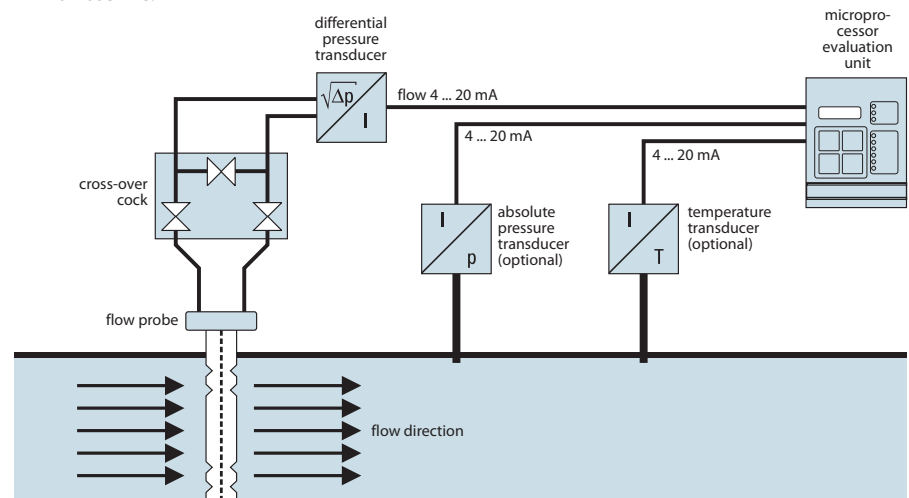 differential
pressure
transducer
micropro-
cessor
evaluation
unit
√Δp
I
flow 4 ... 20 mA
4 ... 20 mA
4 ... 20 mA
cross-over
cock
I
p
absolute
pressure
transducer
(optional)
I
T
temperature
transducer
(optional)
flow probe
flow direction